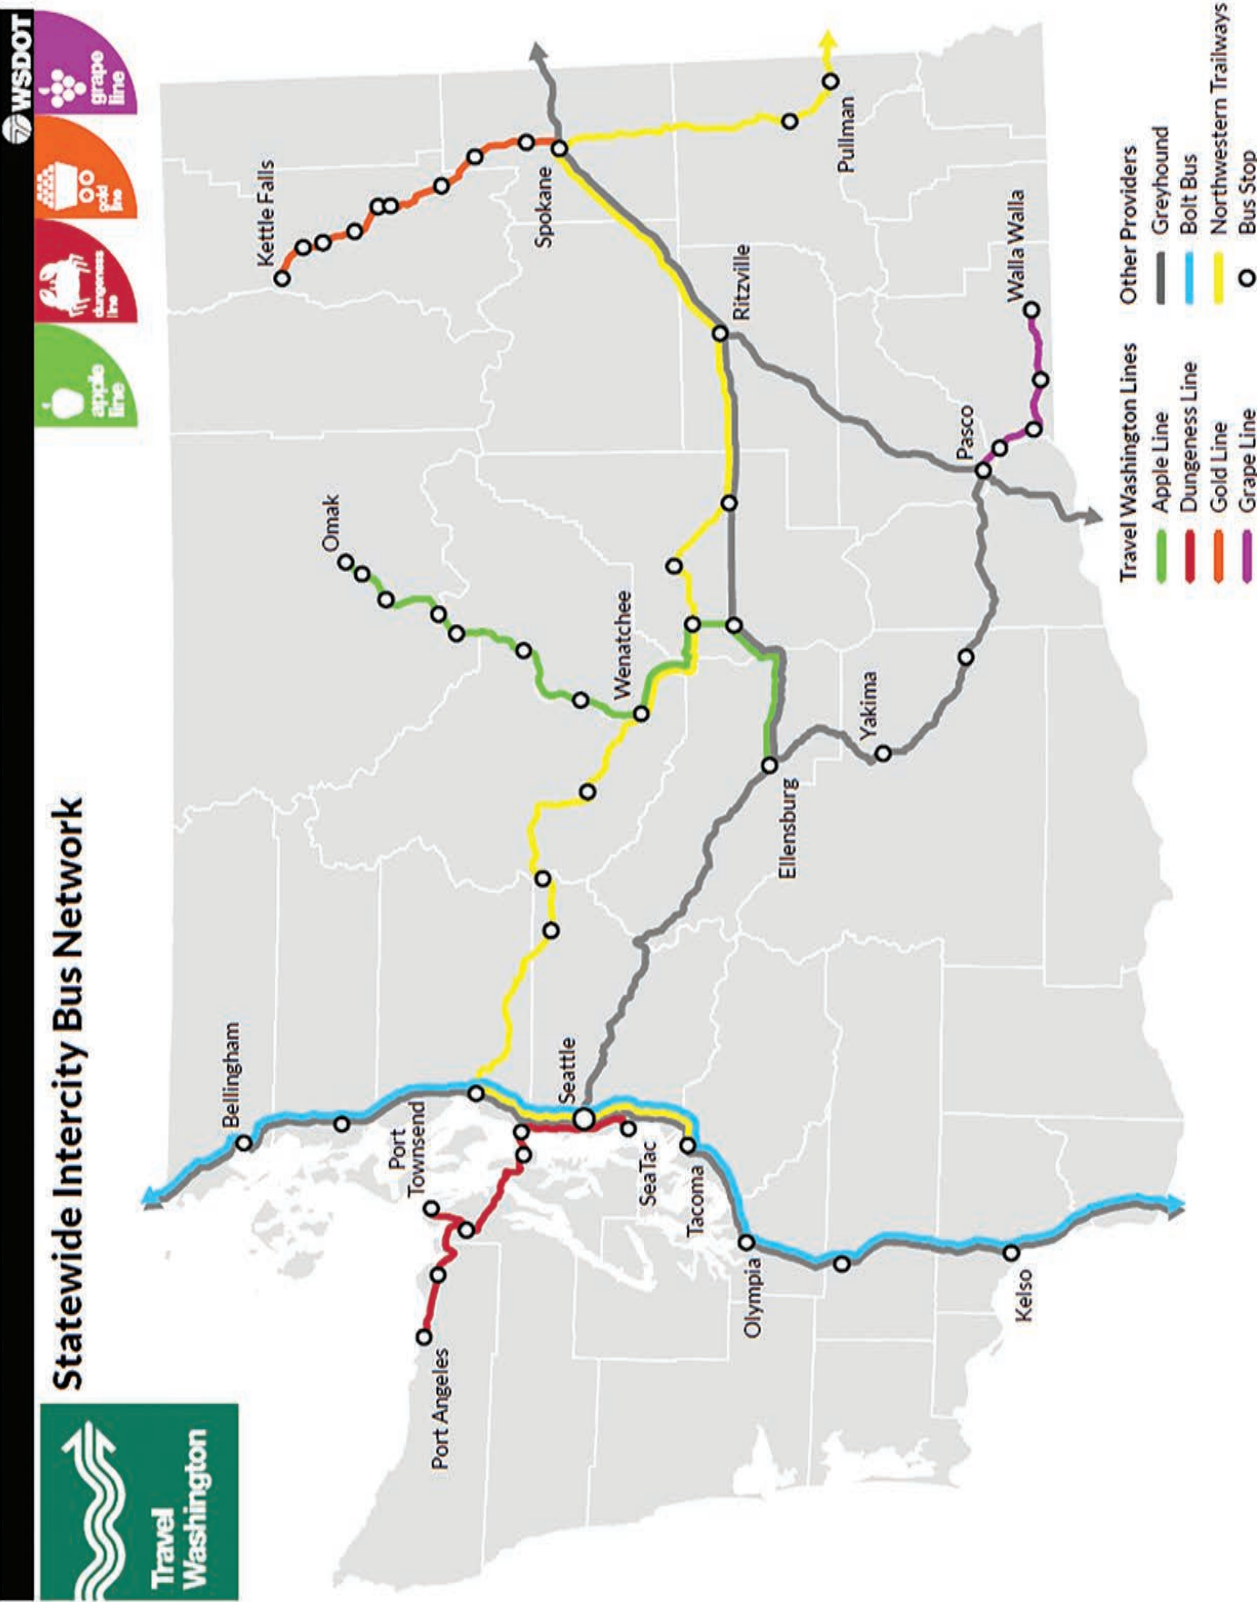 Travel
Washington
Statewide Intercity Bus Network
apple
line
dungeness
line
gold
line
grape
line
WSDOT
Bellingham
Port
Townsend
Port Angeles
Seattle
SeaTac
Tacoma
Olympia
Kelso
Omak
Wenatchee
Ellensburg
Yakima
Kettle Falls
Spokane
Ritzville
Pullman
Pasco
Walla Walla
Travel Washington Lines
Apple Line
Dungeness Line
Gold Line
Grape Line
Other Providers
Greyhound
Bolt Bus
Northwestern Trailways
Bus Stop